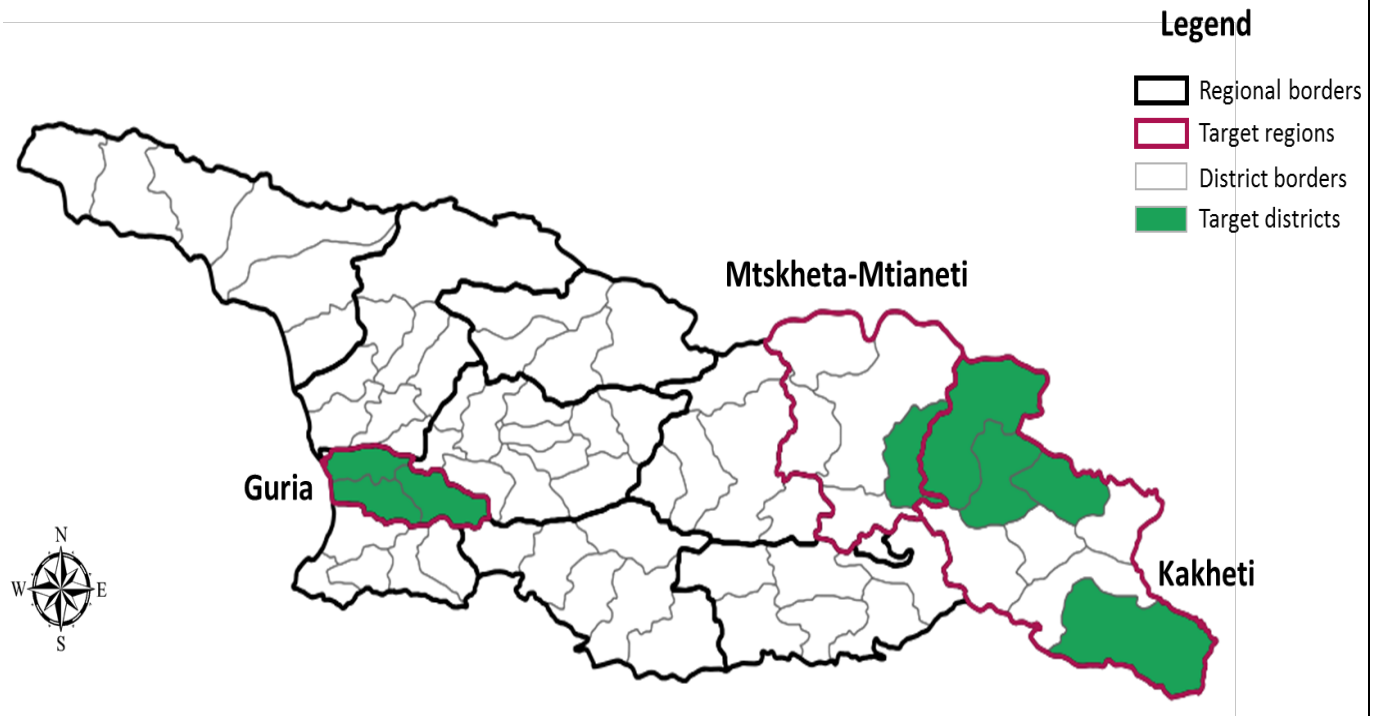 Legend
Regional borders
Target regions
District borders
Target districts
Mtskheta-Mtianeti
Guria
Kakheti
N
W E
S